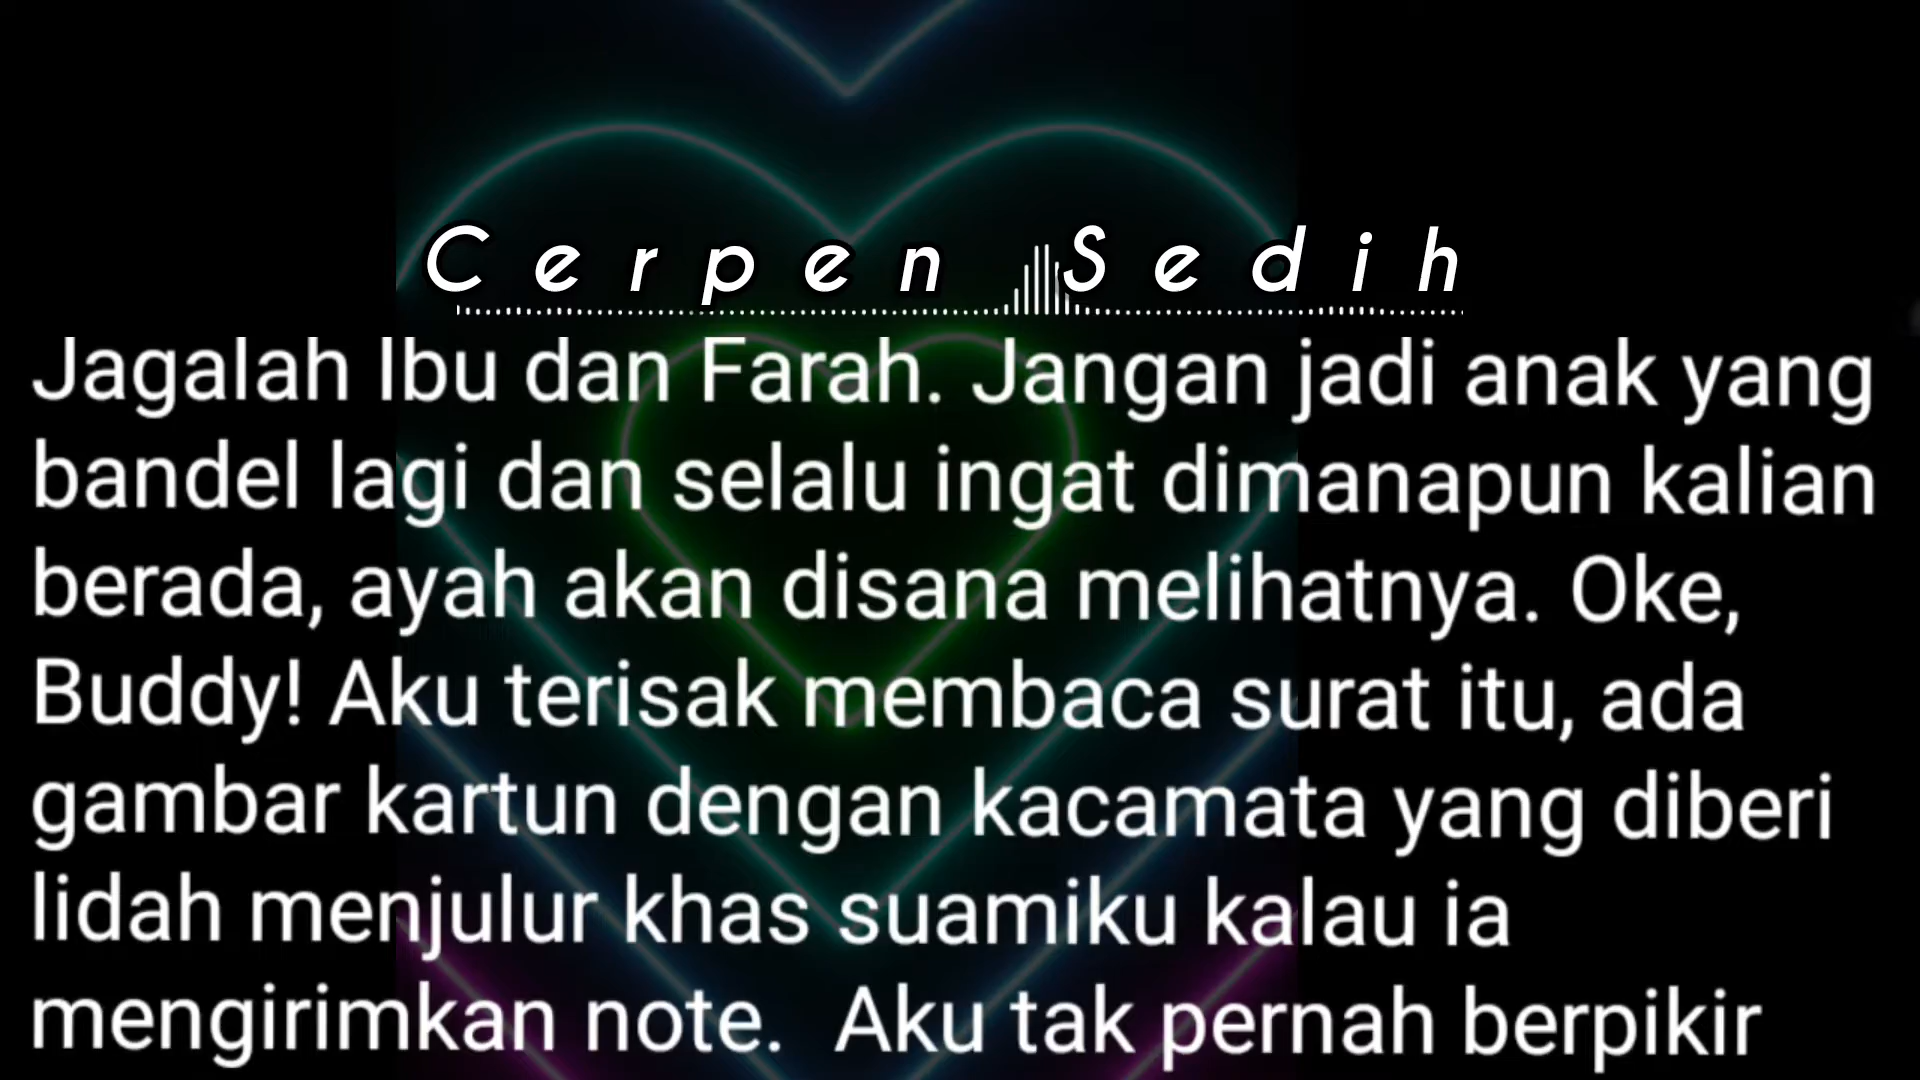 Cerpen Sedih
Jagalah Ibu dan Farah. Jangan jadi anak yang
bandel lagi dan selalu ingat dimanapun kalian
berada, ayah akan disana melihatnya. Oke,
Buddy! Aku terisak membaca surat itu, ada
gambar kartun dengan kacamata yang diberi
lidah menjulur khas suamiku kalau ia
mengirimkan note.  Aku tak pernah berpikir